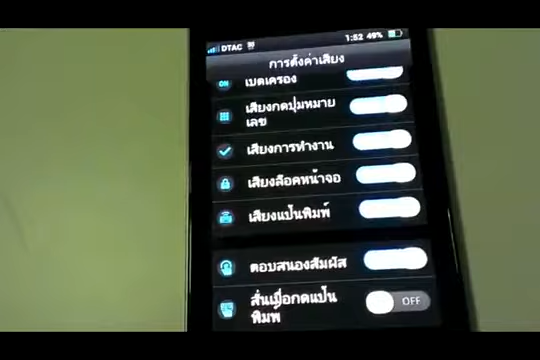 DTAC 1:52 49%
การตั้งค่าเสียง
ON เปิดเครื่อง
เสียงกดปุ่มหมาย
เลข
เสียงการทำงาน
เสียงล็อคหน้าจอ
เสียงแป้นพิมพ์
ตอบสนองสัมผัส
สั่นเมื่อกดแป้น
พิมพ์ OFF